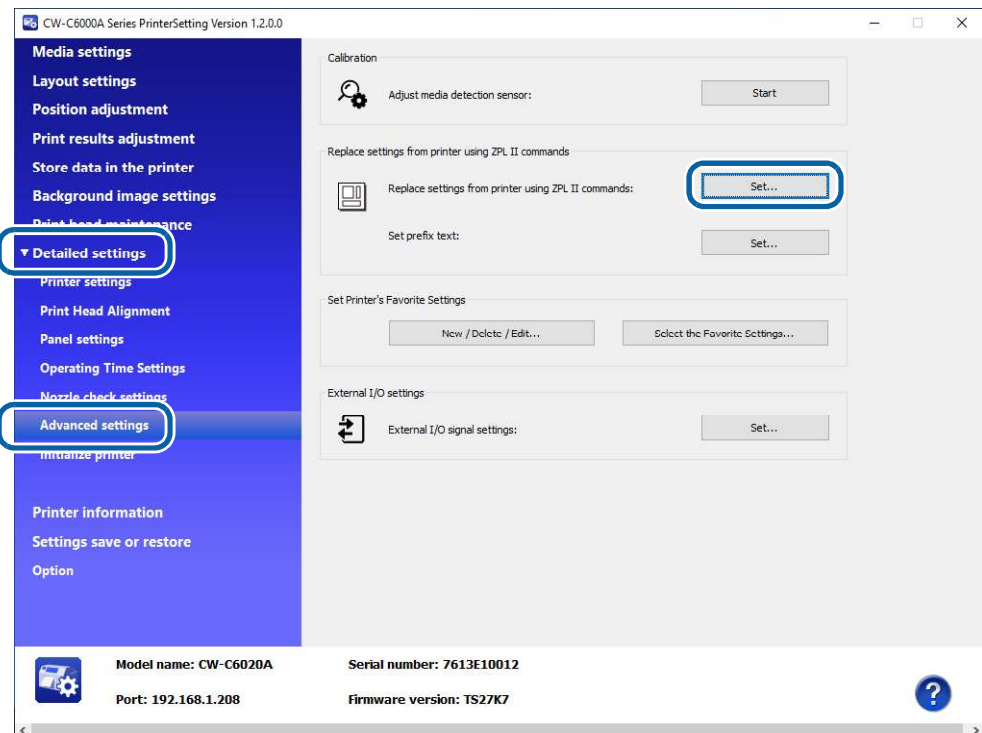 CW-C6000A Series PrinterSetting Version 1.2.0.0
Media settings
Layout settings
Position adjustment
Print results adjustment
Store data in the printer
Background image settings
Print head maintenance
▼ Detailed settings
Printer settings
Print Head Alignment
Panel settings
Operating Time Settings
Nozzle check settings
Advanced settings
Initialize printer
Printer information
Settings save or restore
Option
Calibration
Adjust media detection sensor:
Start
Replace settings from printer using ZPL II commands
Replace settings from printer using ZPL II commands:
Set...
Set prefix text:
Set...
Set Printer's Favorite Settings
New / Delete / Edit...
Select the Favorite Settings...
External I/O settings
External I/O signal settings:
Set...
Model name: CW-C6020A
Serial number: 7613E10012
Port: 192.168.1.208
Firmware version: TS27K7
?